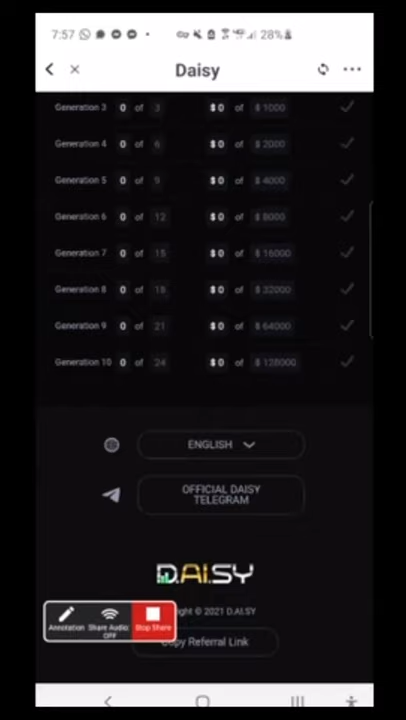 7:57 28%
Daisy
Generation 3 0 of 3 $0 of $1000
Generation 4 0 of 6 $0 of $2000
Generation 5 0 of 9 $0 of $4000
Generation 6 0 of 12 $0 of $8000
Generation 7 0 of 15 $0 of $16000
Generation 8 0 of 18 $0 of $32000
Generation 9 0 of 21 $0 of $64000
Generation 10 0 of 24 $0 of $128000
ENGLISH
OFFICIAL DAISY
TELEGRAM
D.AI.SY
© 2021 D.AI.SY
Annotation Share Audio: OFF Stop Share
Copy Referral Link